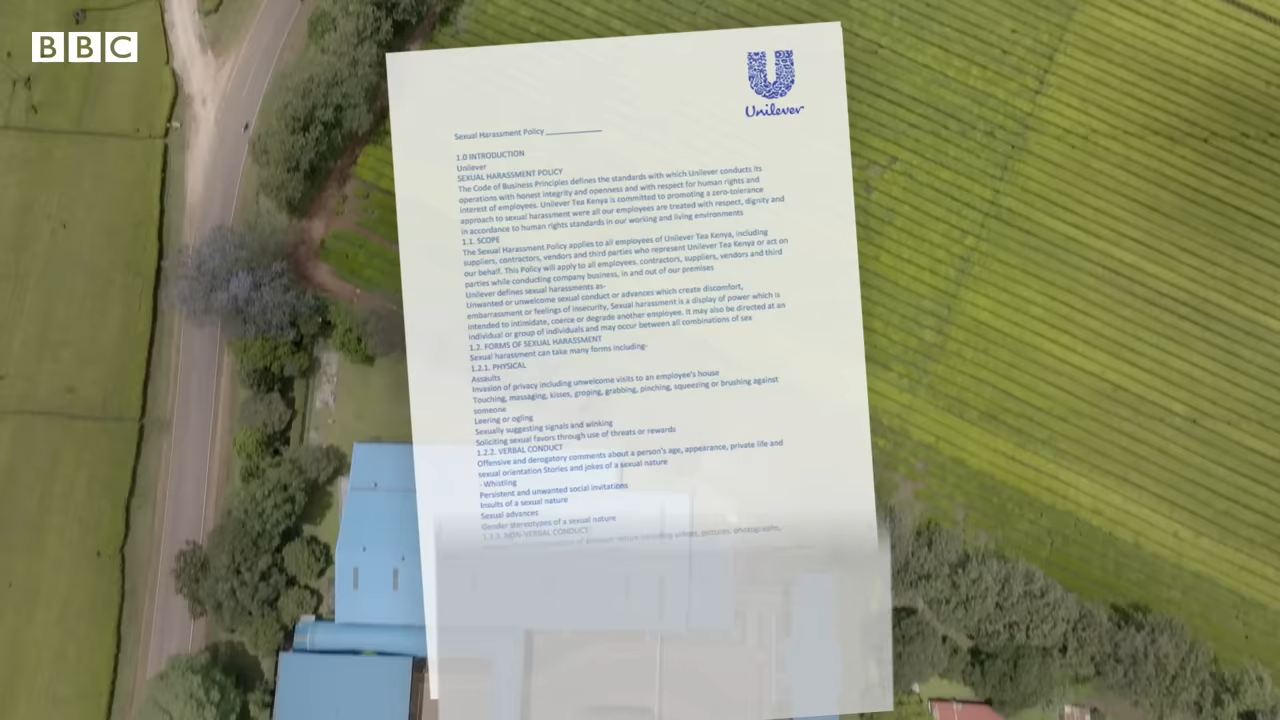 BBC
Unilever
Sexual Harassment Policy
1.0 INTRODUCTION
Unilever
SEXUAL HARASSMENT POLICY
The Code of Business Principles defines the standards with which Unilever conducts its
operations with honest integrity and openness and with respect for human rights and
interest of employees. Unilever Tea Kenya is committed to promoting a zero-tolerance
approach to sexual harassment were all our employees are treated with respect, dignity and
in accordance to human rights standards in our working and living environments
1.1. SCOPE
The Sexual Harassment Policy applies to all employees of Unilever Tea Kenya, including
suppliers, contractors, vendors and third parties who represent Unilever Tea Kenya or act on
our behalf. This Policy will apply to all employees, contractors, suppliers, vendors and third
parties while conducting company business, in and out of our premises
Unilever defines sexual harassments as-
Unwanted or unwelcome sexual conduct or advances which create discomfort,
embarrassment or feelings of insecurity, Sexual harassment is a display of power which is
intended to intimidate, coerce or degrade another employee. It may also be directed at an
individual or group of individuals and may occur between all combinations of sex
1.2. FORMS OF SEXUAL HARASSMENT
Sexual harassment can take many forms including-
1.2.1. PHYSICAL
Assaults
Invasion of privacy including unwelcome visits to an employee's house
Touching, massaging, kisses, groping, grabbing, pinching, squeezing or brushing against
someone
Leering or ogling
Sexually suggesting signals and winking
Soliciting sexual favors through use of threats or rewards
1.2.2. VERBAL CONDUCT
Offensive and derogatory comments about a person's age, appearance, private life and
sexual orientation Stories and jokes of a sexual nature
- Whistling
Persistent and unwanted social invitations
Insults of a sexual nature
Sexual advances
Gender stereotypes of a sexual nature
1.2.3. NON-VERBAL CONDUCT
nature including videos, pictures, photographs,